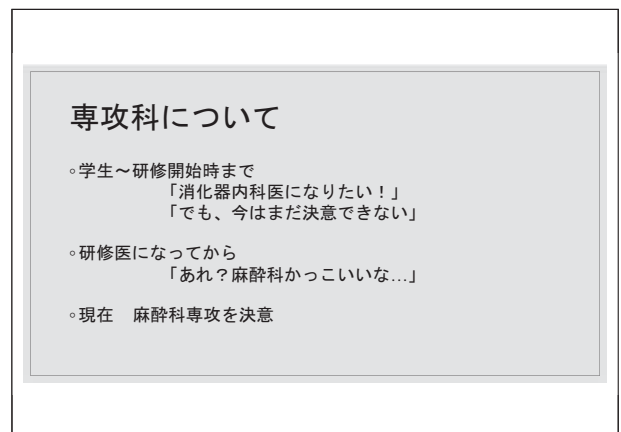 専攻科について
◦学生～研修開始時まで
「消化器内科医になりたい！」
「でも、今はまだ決意できない」
◦研修医になってから
「あれ？麻酔科かっこいいな…」
◦現在　麻酔科専攻を決意